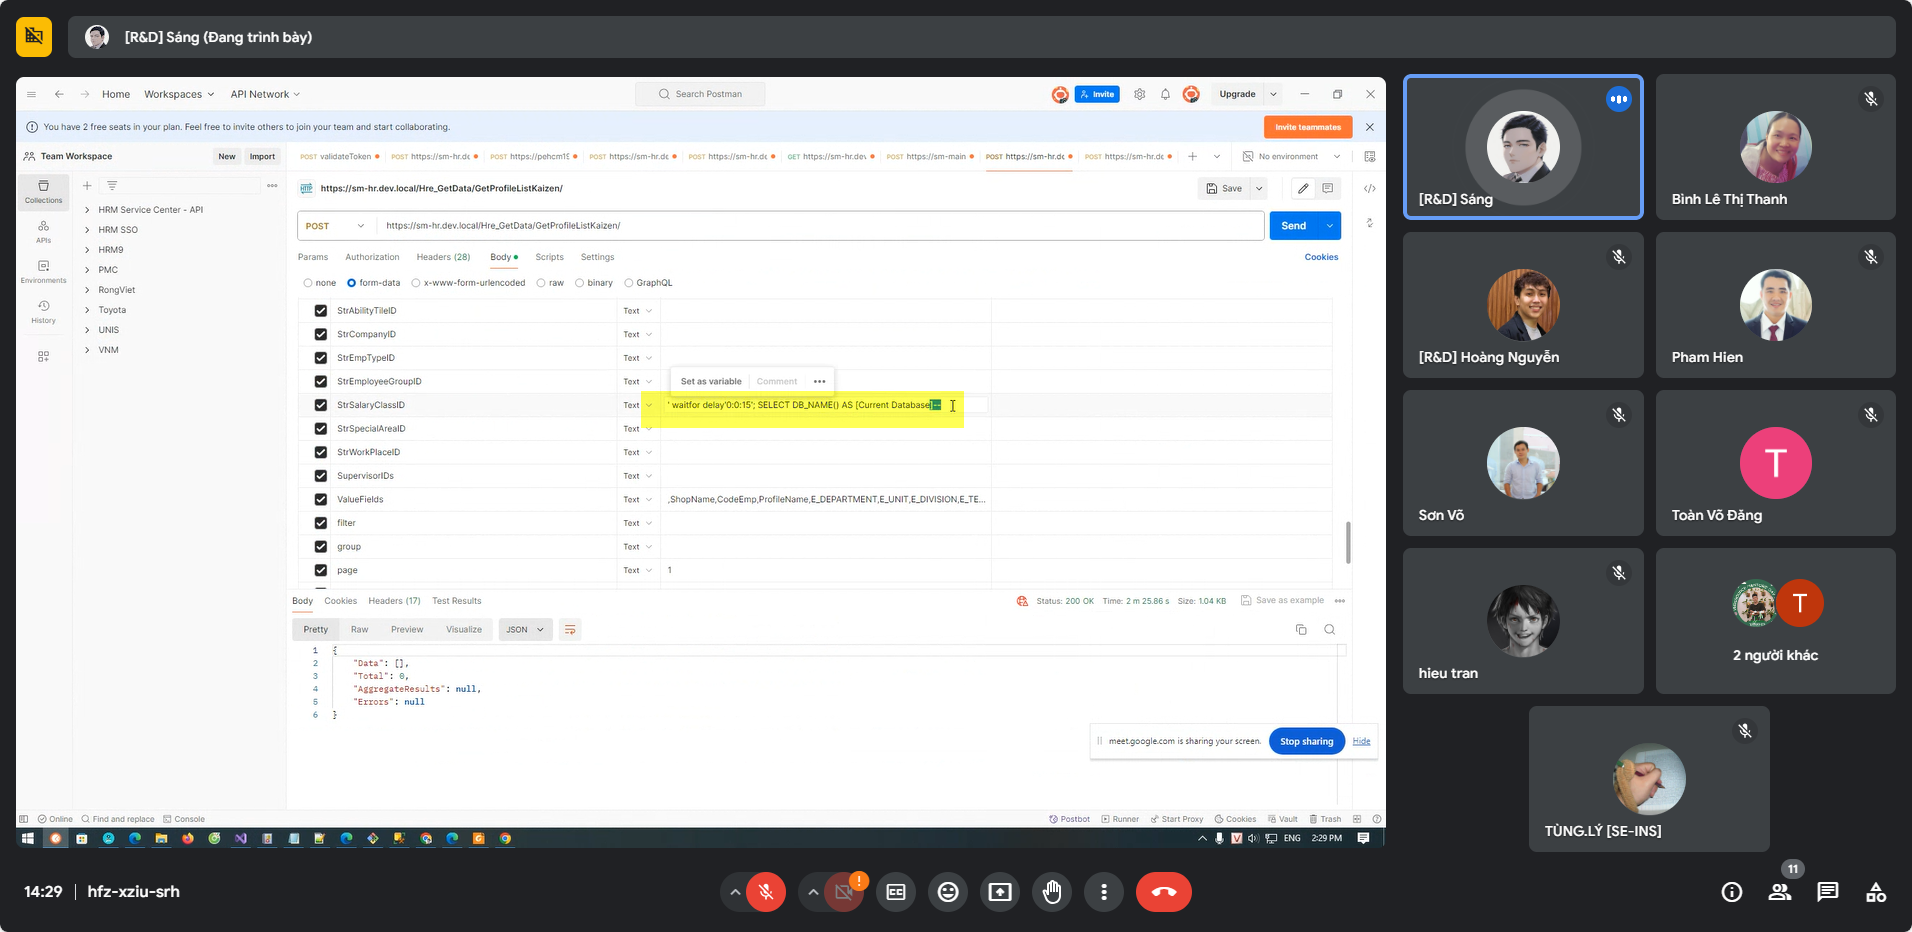 [R&D] Sáng (Đang trình bày)
Home
Workspaces
API Network
Search Postman
Invite
Upgrade
You have 2 free seats in your plan. Feel free to invite others to join your team and start collaborating.
Invite teammates
Team Workspace
New
Import
POST validateToken
POST https://sm-hr.de
POST https://pehcm19
POST https://sm-hr.de
POST https://sm-hr.de
GET https://sm-hr.dev
POST https://sm-main
POST https://sm-hr.de
POST https://sm-hr.de
No environment
Collections
APIs
Environments
History
HRM Service Center - API
HRM SSO
HRM9
PMC
RongViet
Toyota
UNIS
VNM
HTTP
https://sm-hr.dev.local/Hre_GetData/GetProfileListKaizen/
Save
POST
https://sm-hr.dev.local/Hre_GetData/GetProfileListKaizen/
Send
Params
Authorization
Headers (28)
Body
Scripts
Settings
Cookies
none
form-data
x-www-form-urlencoded
raw
binary
GraphQL
StrAbilityTileID Text
StrCompanyID Text
StrEmpTypeID Text
StrEmployeeGroupID Text
Set as variable
Comment
StrSalaryClassID Text ' waitfor delay'0:0:15'; SELECT DB_NAME() AS [Current Database]--
StrSpecialAreaID Text
StrWorkPlaceID Text
SupervisorIDs Text
ValueFields Text ,ShopName,CodeEmp,ProfileName,E_DEPARTMENT,E_UNIT,E_DIVISION,E_TE...
filter Text
group Text
page Text 1
Body
Cookies
Headers (17)
Test Results
Status: 200 OK
Time: 2 m 25.86 s
Size: 1.04 KB
Save as example
Pretty
Raw
Preview
Visualize
JSON
1 {
2 "Data": [],
3 "Total": 0,
4 "AggregateResults": null,
5 "Errors": null
6 }
meet.google.com is sharing your screen.
Stop sharing
Hide
Online
Find and replace
Console
Postbot
Runner
Start Proxy
Cookies
Vault
Trash
V
ENG
2:29 PM
[R&D] Sáng
Bình Lê Thị Thanh
[R&D] Hoàng Nguyễn
Pham Hien
Sơn Võ
T
Toàn Võ Đăng
hieu tran
T
2 người khác
TÙNG.LÝ [SE-INS]
14:29 | hfz-xziu-srh
!
11